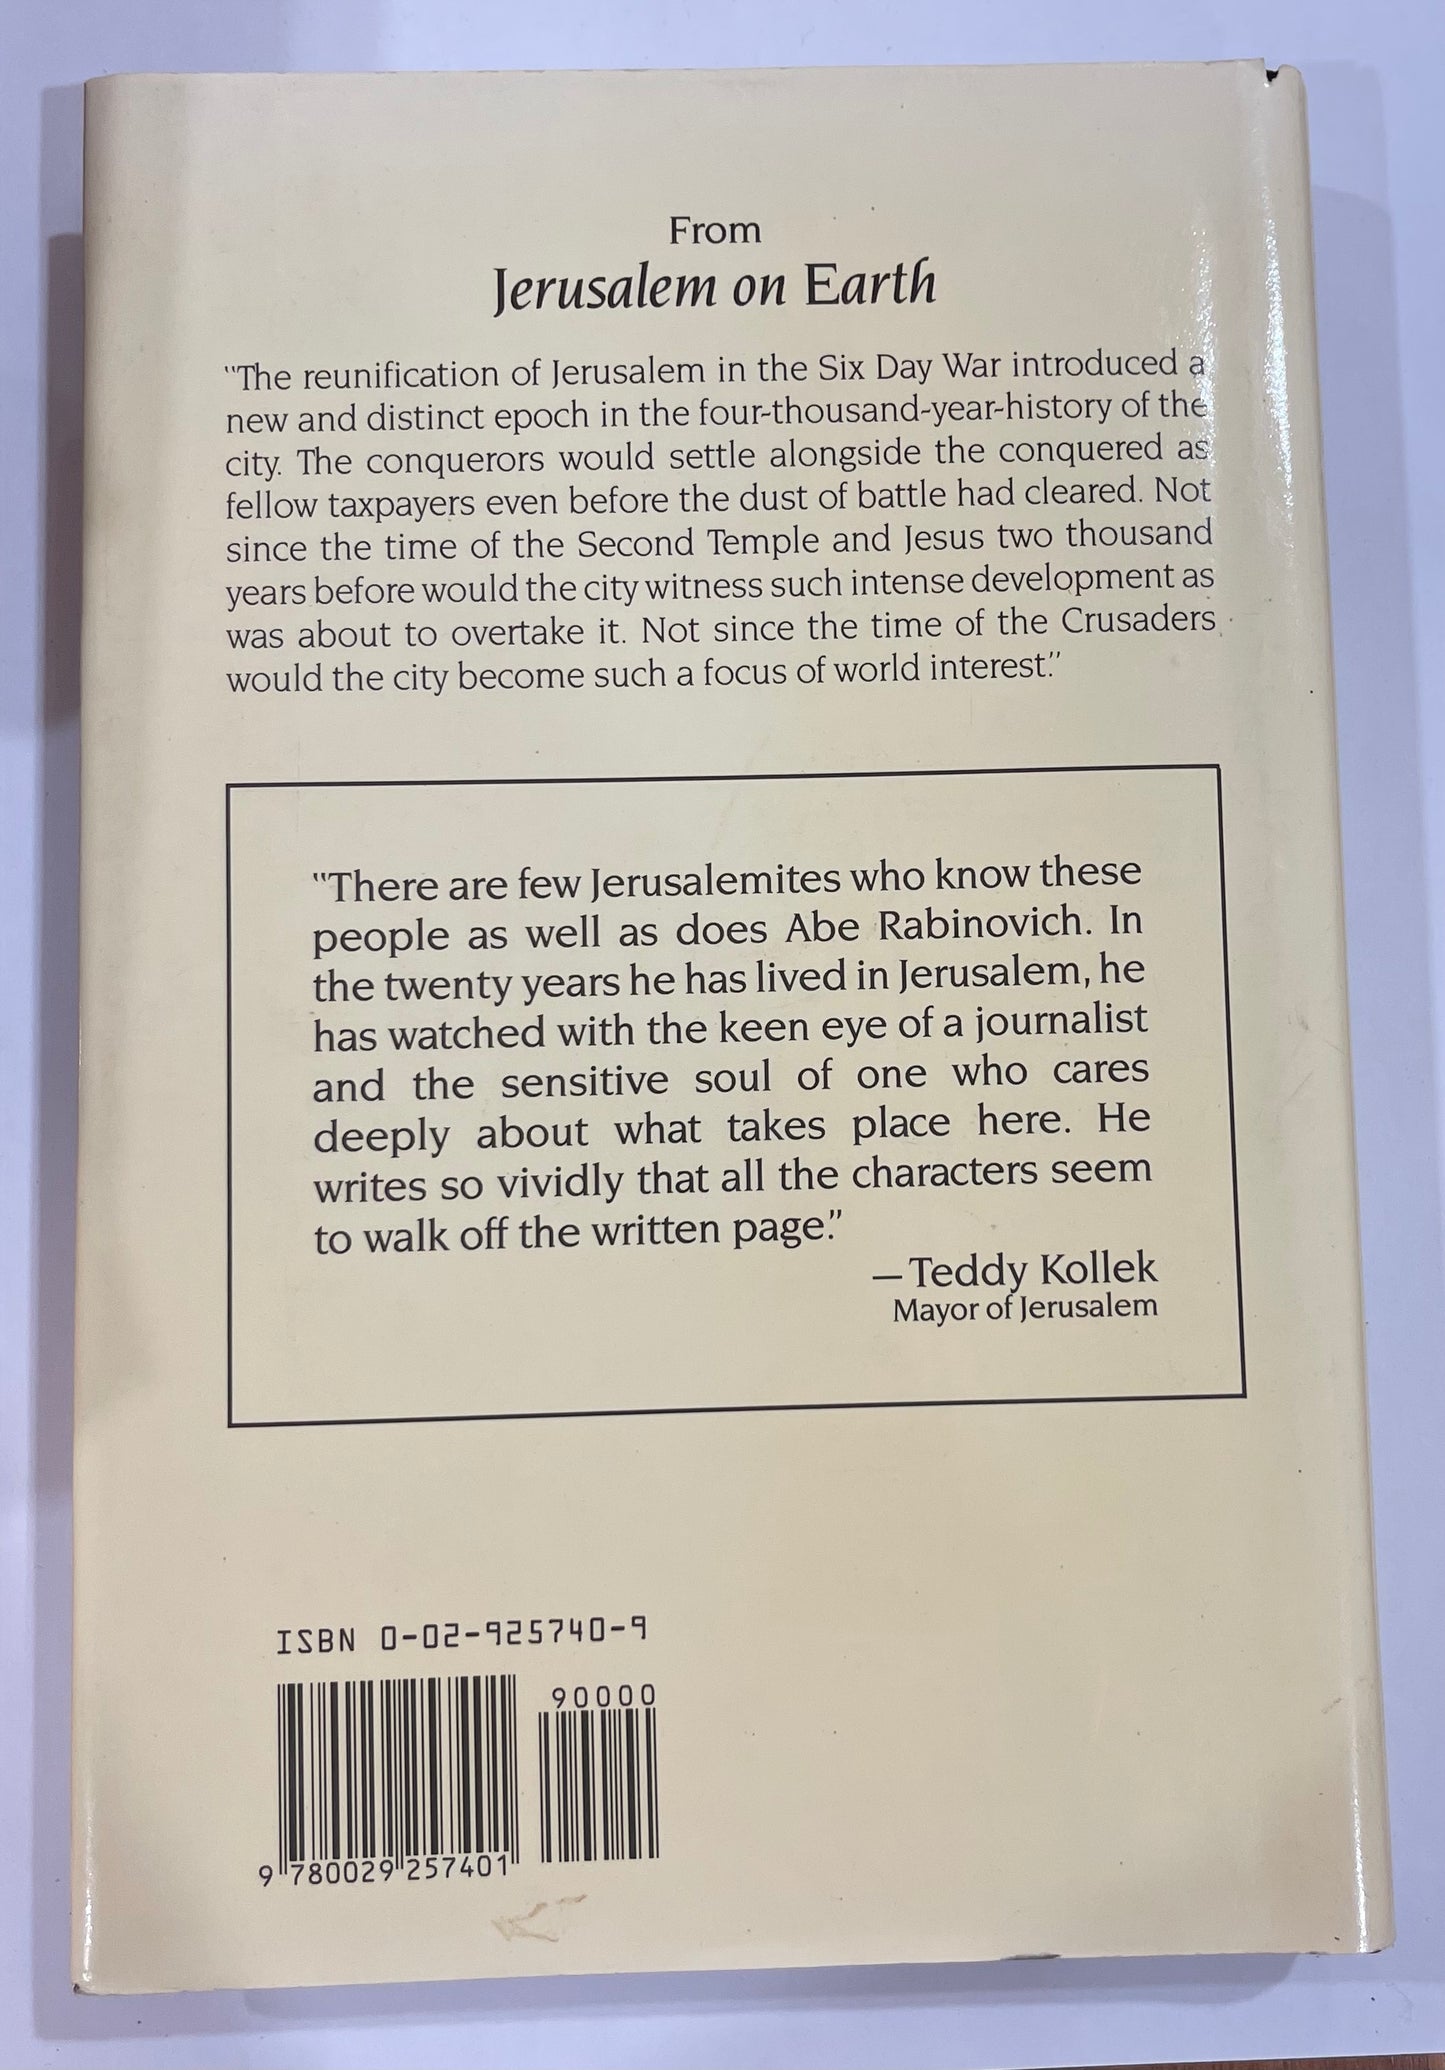 From
Jerusalem on Earth
"The reunification of Jerusalem in the Six Day War introduced a
new and distinct epoch in the four-thousand-year-history of the
city. The conquerors would settle alongside the conquered as
fellow taxpayers even before the dust of battle had cleared. Not
since the time of the Second Temple and Jesus two thousand
years before would the city witness such intense development as
was about to overtake it. Not since the time of the Crusaders
would the city become such a focus of world interest."
"There are few Jerusalemites who know these
people as well as does Abe Rabinovich. In
the twenty years he has lived in Jerusalem, he
has watched with the keen eye of a journalist
and the sensitive soul of one who cares
deeply about what takes place here. He
writes so vividly that all the characters seem
to walk off the written page."
—Teddy Kollek
Mayor of Jerusalem
ISBN 0-02-925740-9
90000
9 780029 257401